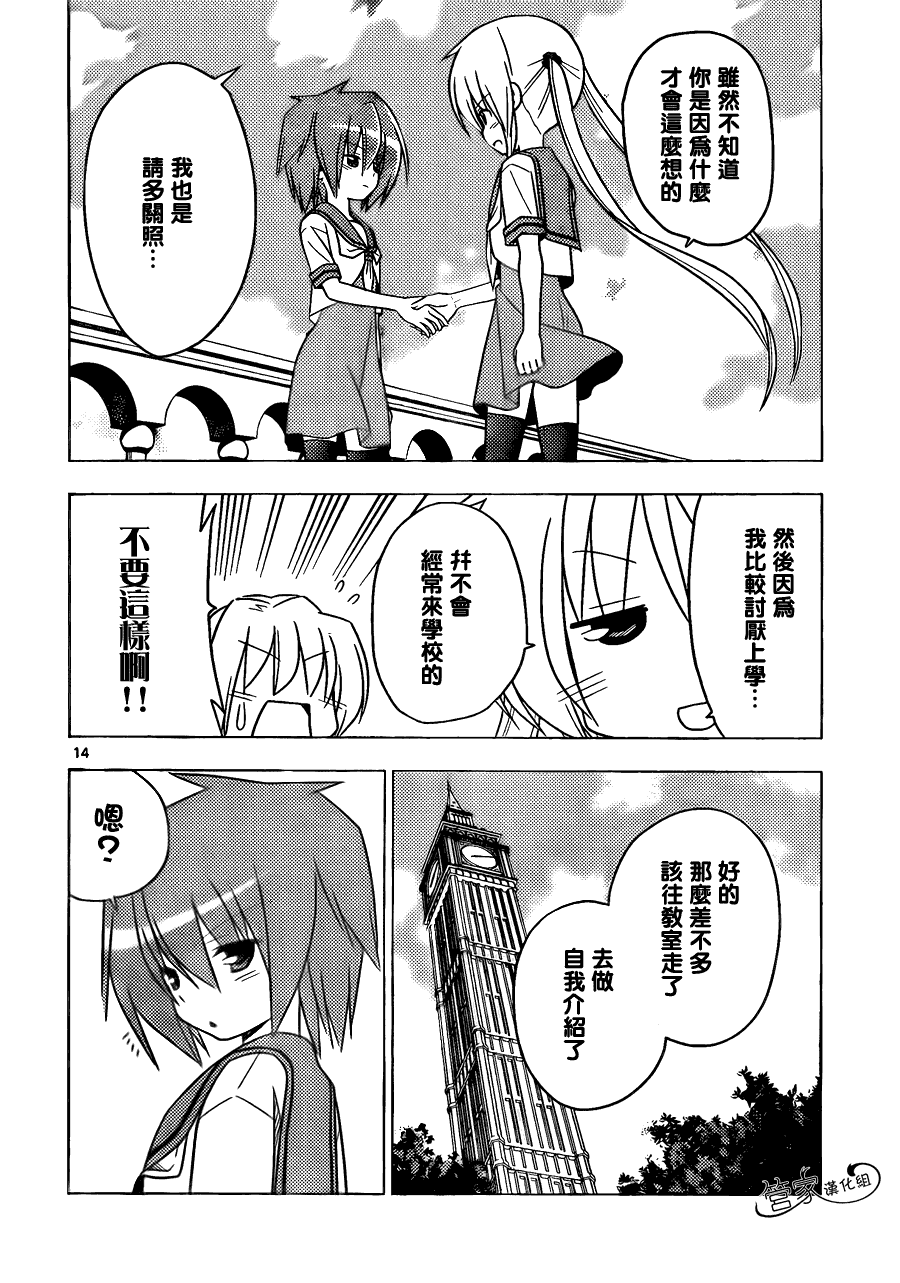 雖然不知道
你是因為什麼
才會這麼想的
我也是
請多關照…
然後因為
我比較討厭上學…
幷不會
經常來學校的
不要這樣啊!!
14
好的
那麼差不多
該往教室走了
去做
自我介紹了
嗯?
管家漢化組